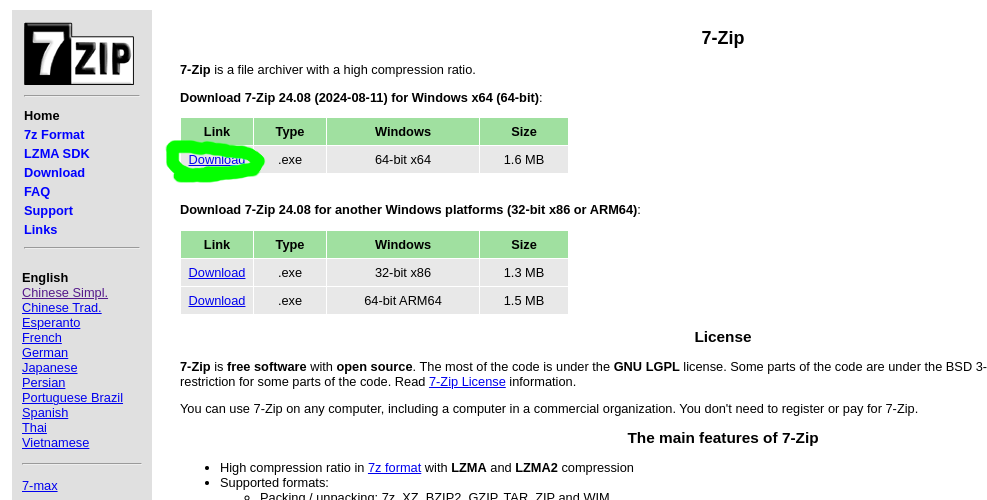 7 ZIP
Home
7z Format
LZMA SDK
Download
FAQ
Support
Links
English
Chinese Simpl.
Chinese Trad.
Esperanto
French
German
Japanese
Persian
Portuguese Brazil
Spanish
Thai
Vietnamese
7-max
7-Zip
7-Zip is a file archiver with a high compression ratio.
Download 7-Zip 24.08 (2024-08-11) for Windows x64 (64-bit):
Link Type Windows Size
Download .exe 64-bit x64 1.6 MB
Download 7-Zip 24.08 for another Windows platforms (32-bit x86 or ARM64):
Link Type Windows Size
Download .exe 32-bit x86 1.3 MB
Download .exe 64-bit ARM64 1.5 MB
License
7-Zip is free software with open source. The most of the code is under the GNU LGPL license. Some parts of the code are under the BSD 3-
restriction for some parts of the code. Read 7-Zip License information.
You can use 7-Zip on any computer, including a computer in a commercial organization. You don't need to register or pay for 7-Zip.
The main features of 7-Zip
High compression ratio in 7z format with LZMA and LZMA2 compression
Supported formats:
Packing / unpacking: 7z, XZ, BZIP2, GZIP, TAR, ZIP and WIM